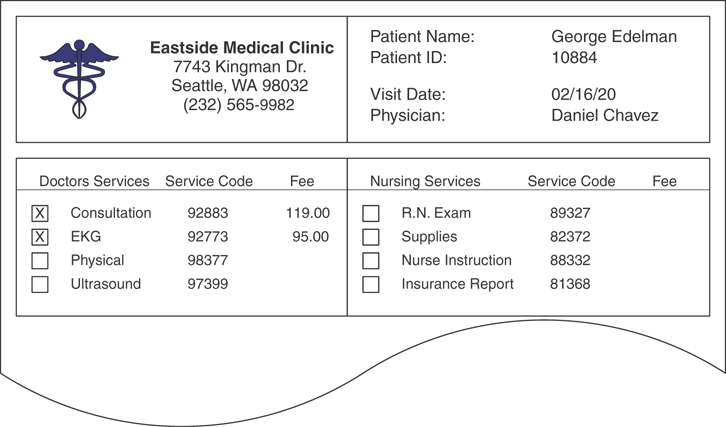 Eastside Medical Clinic
7743 Kingman Dr.
Seattle, WA 98032
(232) 565-9982
Patient Name: George Edelman
Patient ID: 10884
Visit Date: 02/16/20
Physician: Daniel Chavez
Doctors Services Service Code Fee
X Consultation 92883 119.00
X EKG 92773 95.00
Physical 98377
Ultrasound 97399
Nursing Services Service Code Fee
R.N. Exam 89327
Supplies 82372
Nurse Instruction 88332
Insurance Report 81368